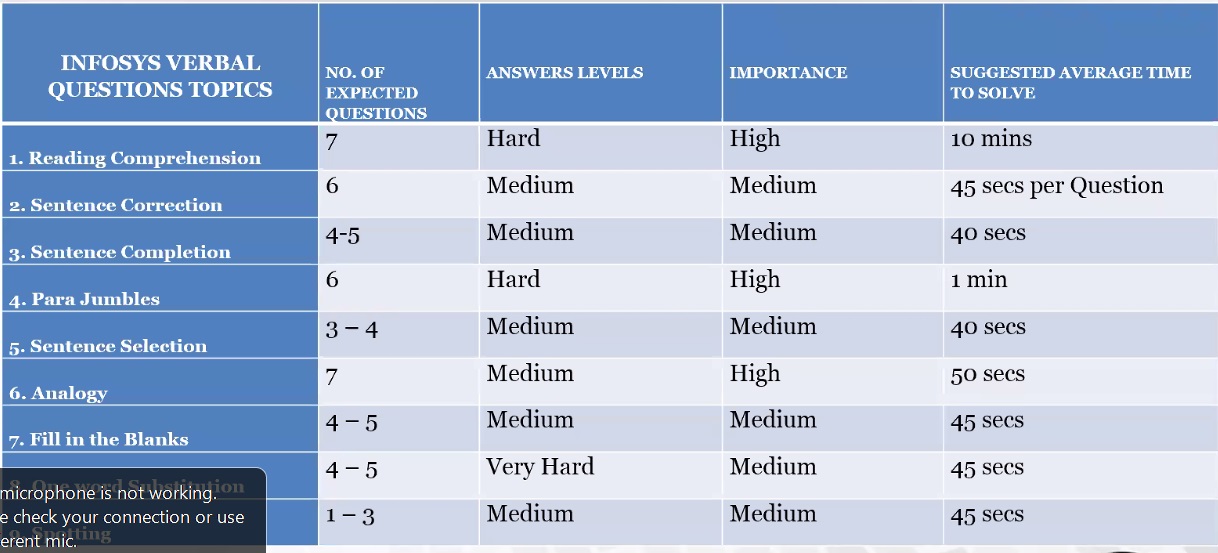 INFOSYS VERBAL
QUESTIONS TOPICS
NO. OF
EXPECTED
QUESTIONS
ANSWERS LEVELS
IMPORTANCE
SUGGESTED AVERAGE TIME
TO SOLVE
1. Reading Comprehension
7
Hard
High
10 mins
2. Sentence Correction
6
Medium
Medium
45 secs per Question
3. Sentence Completion
4-5
Medium
Medium
40 secs
4. Para Jumbles
6
Hard
High
1 min
5. Sentence Selection
3 – 4
Medium
Medium
40 secs
6. Analogy
7
Medium
High
50 secs
7. Fill in the Blanks
4 – 5
Medium
Medium
45 secs
8. One word Substitution
4 – 5
Very Hard
Medium
45 secs
9. Spotting
1 – 3
Medium
Medium
45 secs
microphone is not working.
e check your connection or use
erent mic.